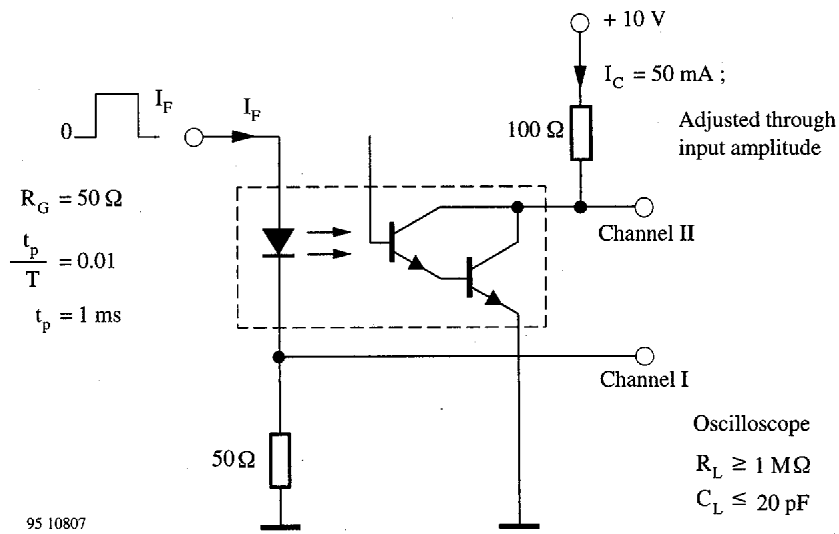 + 10 V
I_C = 50 mA ;
I_F
I_F
0
100 Ω
Adjusted through
input amplitude
R_G = 50 Ω
Channel II
t_p
T
= 0.01
t_p = 1 ms
Channel I
Oscilloscope
50 Ω
R_L ≥ 1 MΩ
C_L ≤ 20 pF
95 10807